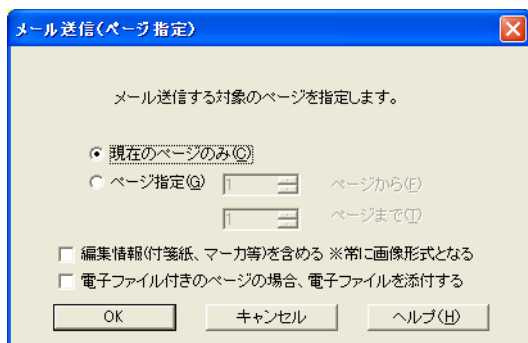 メール送信(ページ指定)
メール送信する対象のページを指定します。
現在のページのみ(C)
ページ指定(G) 1 ページから(F)
1 ページまで(T)
編集情報(付箋紙、マーカ等)を含める ※常に画像形式となる
電子ファイル付きのページの場合、電子ファイルを添付する
OK キャンセル ヘルプ(H)